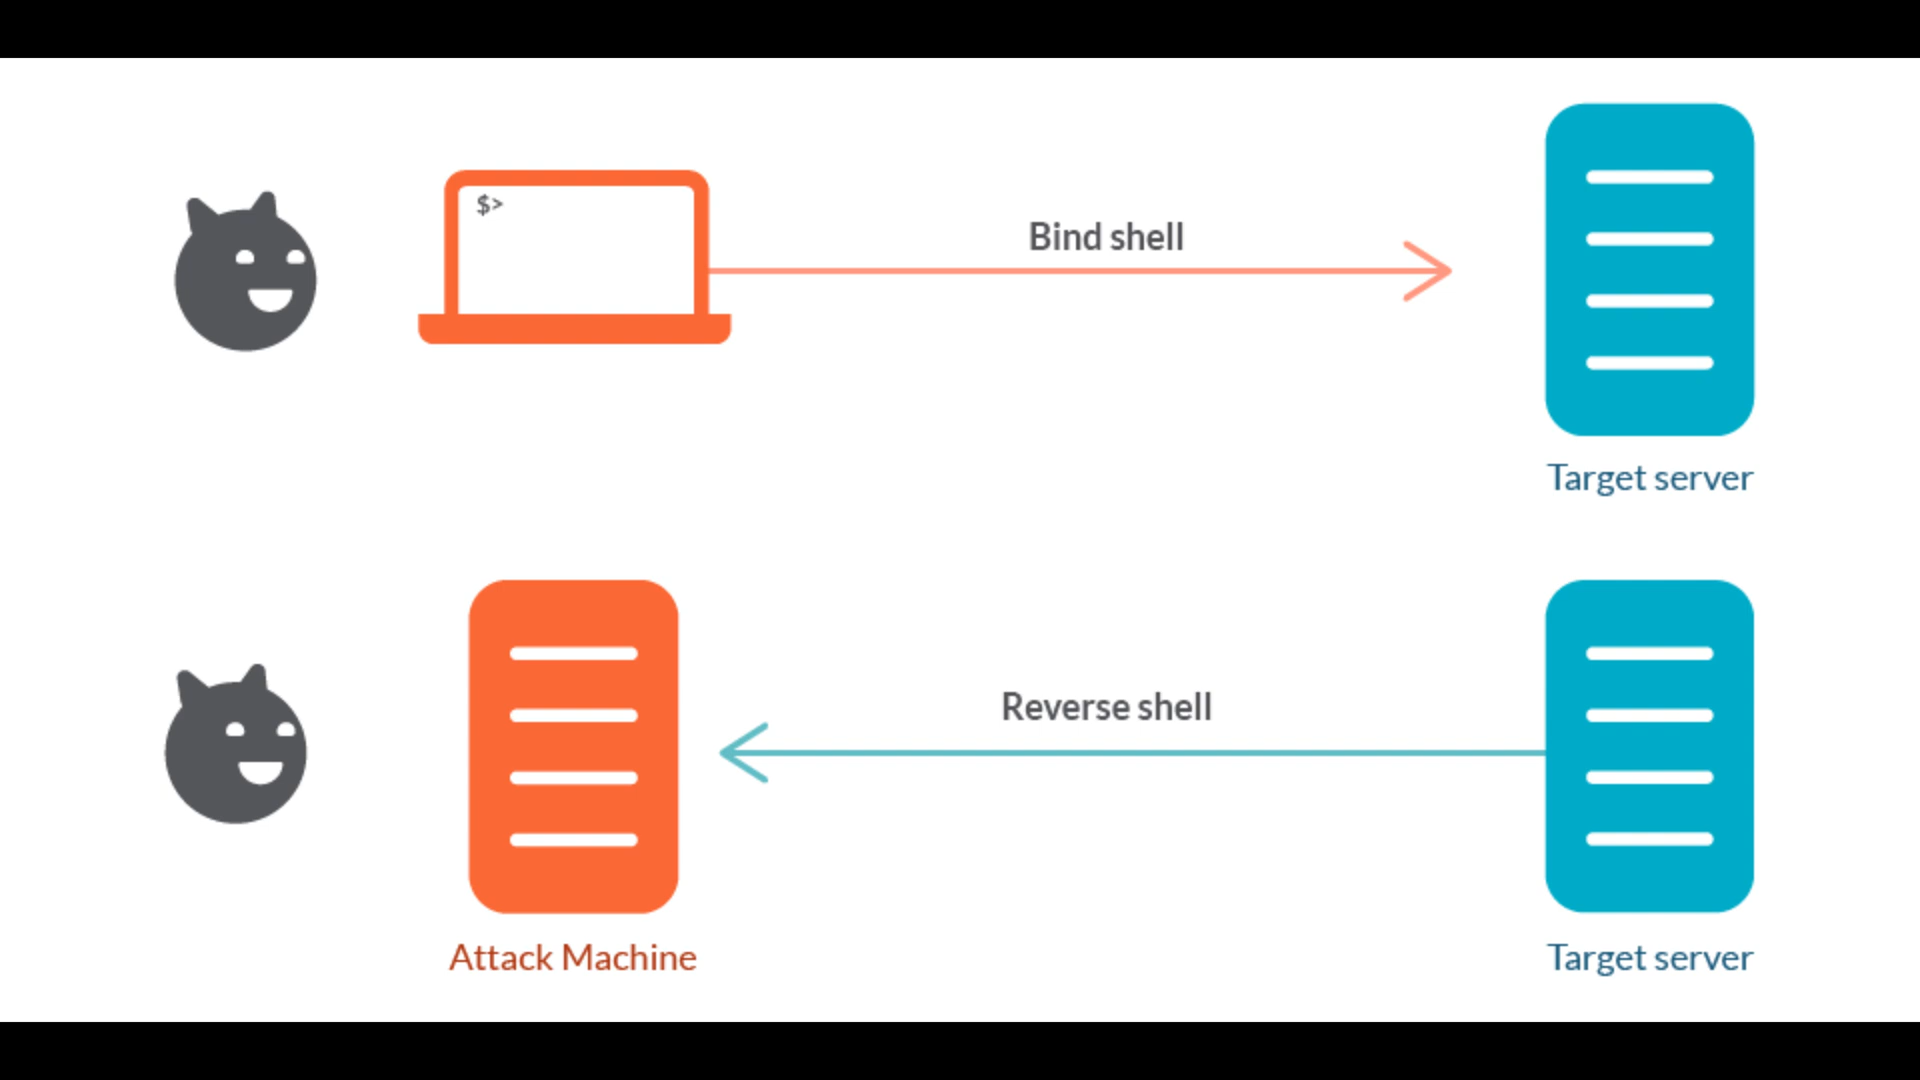 $>
Bind shell
Target server
Reverse shell
Attack Machine
Target server